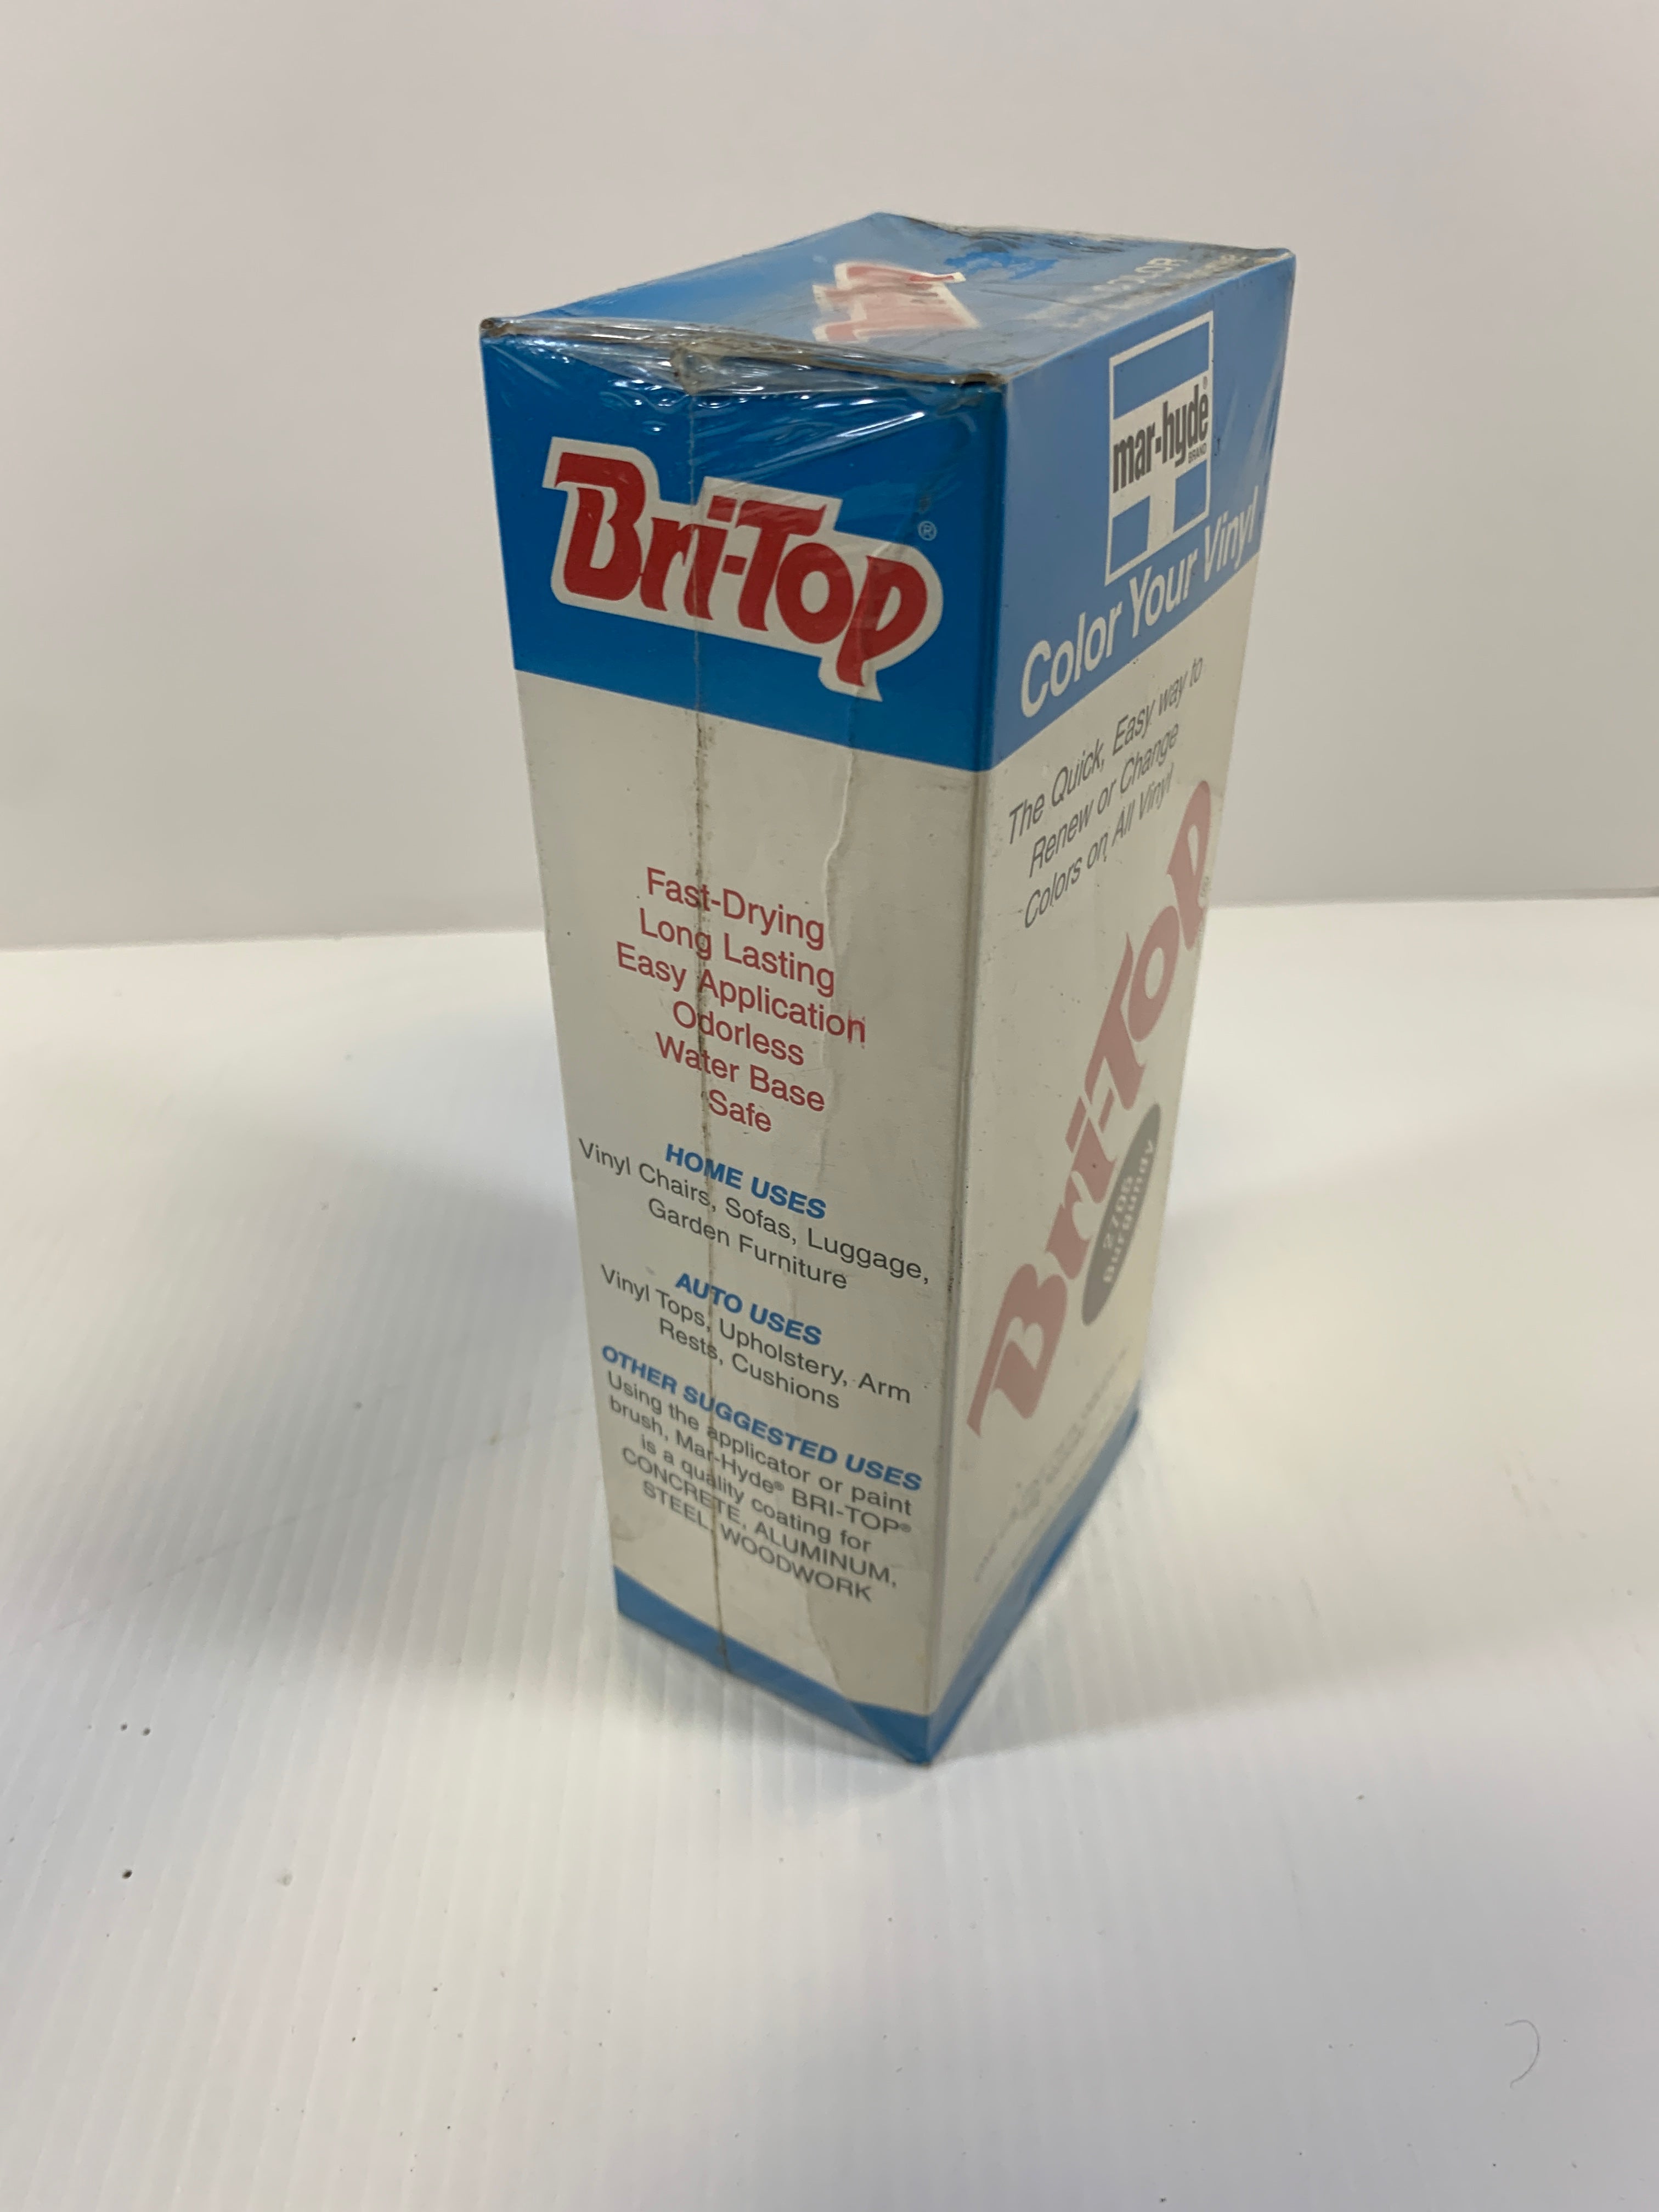 Bri-Top®
Fast-Drying
Long Lasting
Easy Application
Odorless
Water Base
Safe
HOME USES
Vinyl Chairs, Sofas, Luggage,
Garden Furniture
AUTO USES
Vinyl Tops, Upholstery, Arm
Rests, Cushions
OTHER SUGGESTED USES
Using the applicator or paint
brush, Mar-Hyde® BRI-TOP®
is a quality coating for
CONCRETE, ALUMINUM,
STEEL, WOODWORK
mar-hyde®
BRAND
Color Your Vinyl
The Quick, Easy way to
Renew or Change
Colors on All Vinyl
Bri-Top®
Burgundy
COLOR